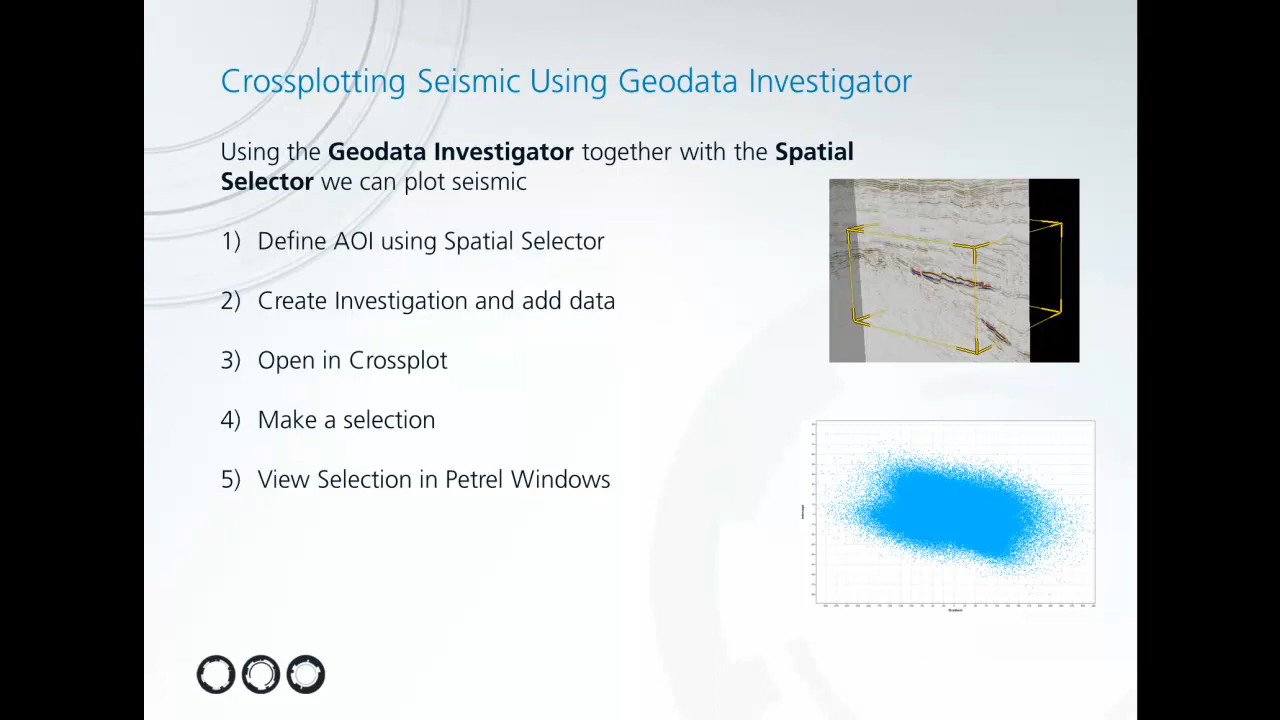 Crossplotting Seismic Using Geodata Investigator
Using the Geodata Investigator together with the Spatial
Selector we can plot seismic
1) Define AOI using Spatial Selector
2) Create Investigation and add data
3) Open in Crossplot
4) Make a selection
5) View Selection in Petrel Windows